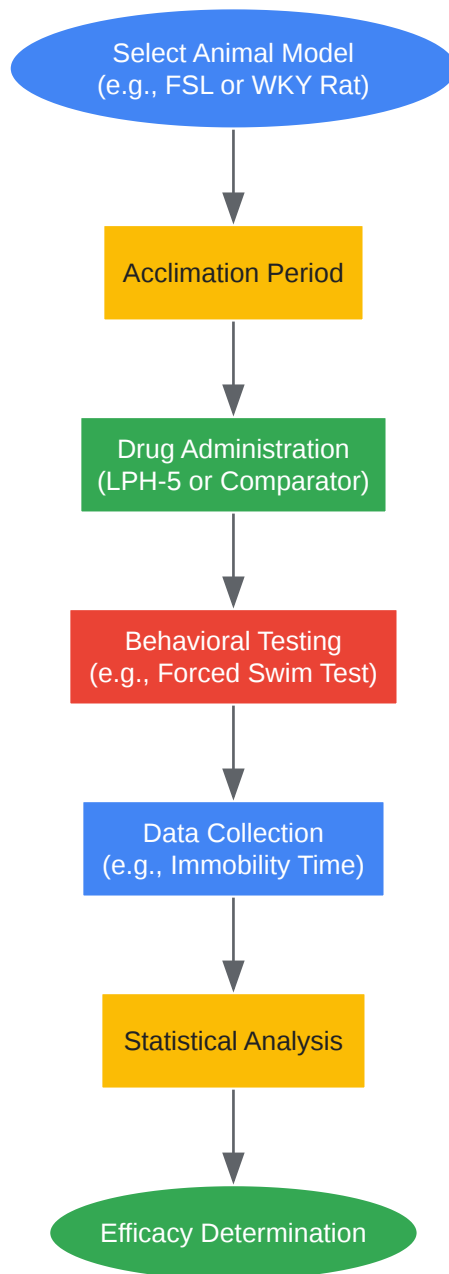 Select Animal Model
(e.g., FSL or WKY Rat)
Acclimation Period
Drug Administration
(LPH-5 or Comparator)
Behavioral Testing
(e.g., Forced Swim Test)
Data Collection
(e.g., Immobility Time)
Statistical Analysis
Efficacy Determination